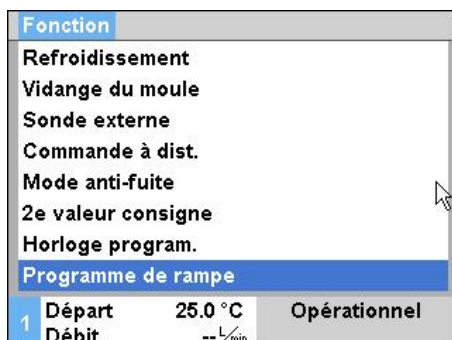 Fonction
Refroidissement
Vidange du moule
Sonde externe
Commande à dist.
Mode anti-fuite
2e valeur consigne
Horloge program.
Programme de rampe
1 Départ 25.0 °C Opérationnel
Débit -- L/min